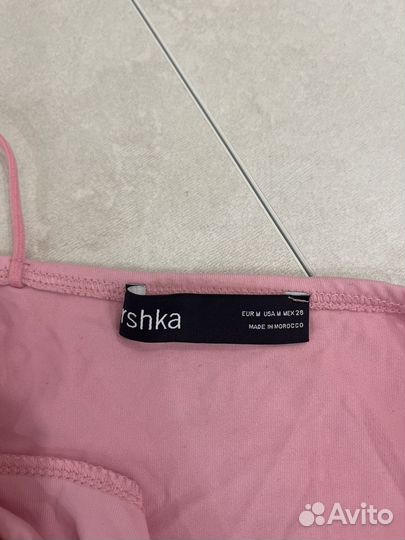 rshka
EUR M USA M MEX 28
MADE IN MOROCCO
Avito